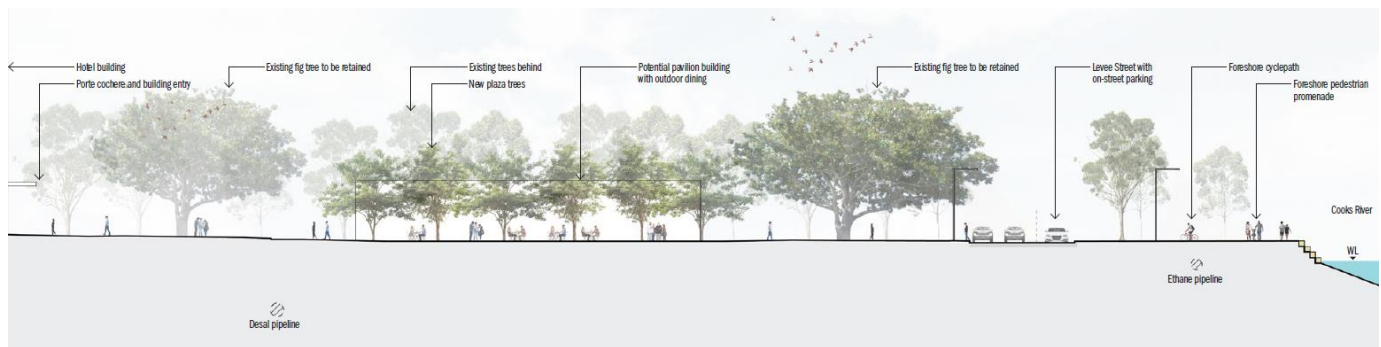 Hotel building
Porte cochere and building entry
Existing fig tree to be retained
Existing trees behind
New plaza trees
Potential pavilion building
with outdoor dining
Existing fig tree to be retained
Levee Street with
on-street parking
Foreshore cyclepath
Foreshore pedestrian
promenade
Cooks River
WL
Ethane pipeline
Desal pipeline